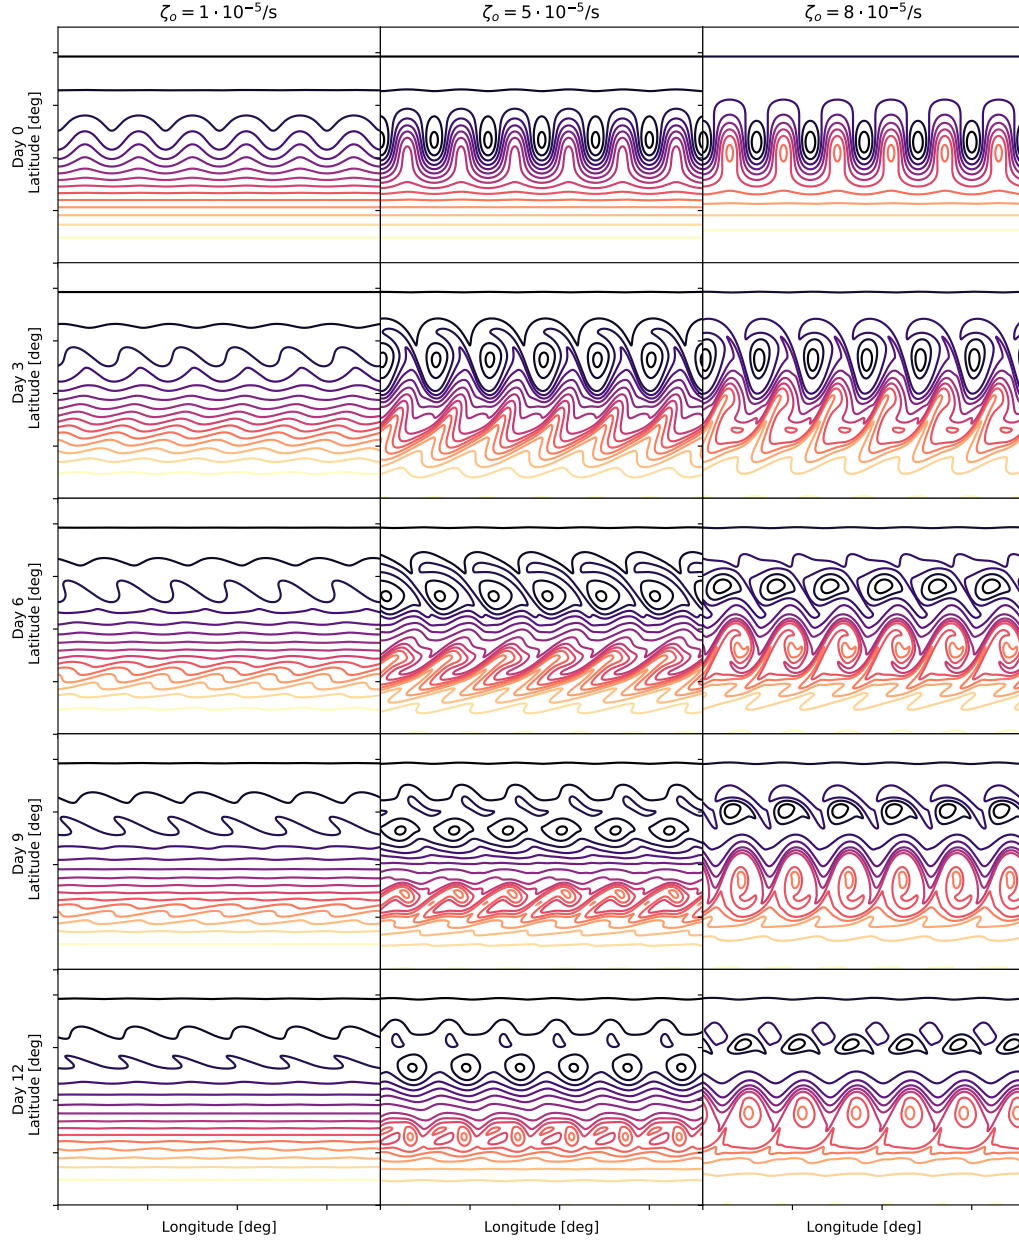 ζₒ = 1 · 10⁻⁵/s
ζₒ = 5 · 10⁻⁵/s
ζₒ = 8 · 10⁻⁵/s
Day 0
Latitude [deg]
Day 3
Latitude [deg]
Day 6
Latitude [deg]
Day 9
Latitude [deg]
Day 12
Latitude [deg]
Longitude [deg]
Longitude [deg]
Longitude [deg]